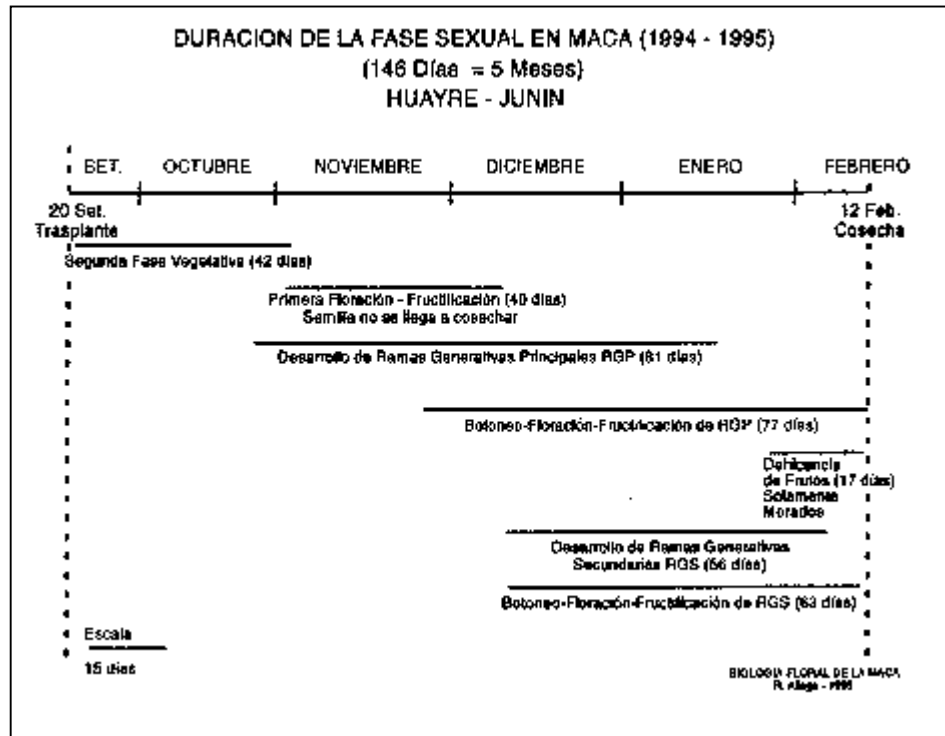 DURACION DE LA FASE SEXUAL EN MACA (1994 - 1995)
(146 Días = 5 Meses)
HUAYRE - JUNIN
SET. OCTUBRE NOVIEMBRE DICIEMBRE ENERO FEBRERO
20 Set. 12 Feb.
Trasplante Cosecha
Segunda Fase Vegetativa (42 días)
Primera Floración - Fructificación (40 días)
Semilla no se llega a cosechar
Desarrollo de Ramas Generativas Principales RGP (81 días)
Botoneo-Floración-Fructificación de RGP (77 días)
Dehicencia
de Frutos (17 días)
Solamente
Morados
Desarrollo de Ramas Generativas
Secundarias RGS (56 días)
Botoneo-Floración-Fructificación de RGS (63 días)
Escala
15 días
BIOLOGIA FLORAL DE LA MACA
R. Aliaga -